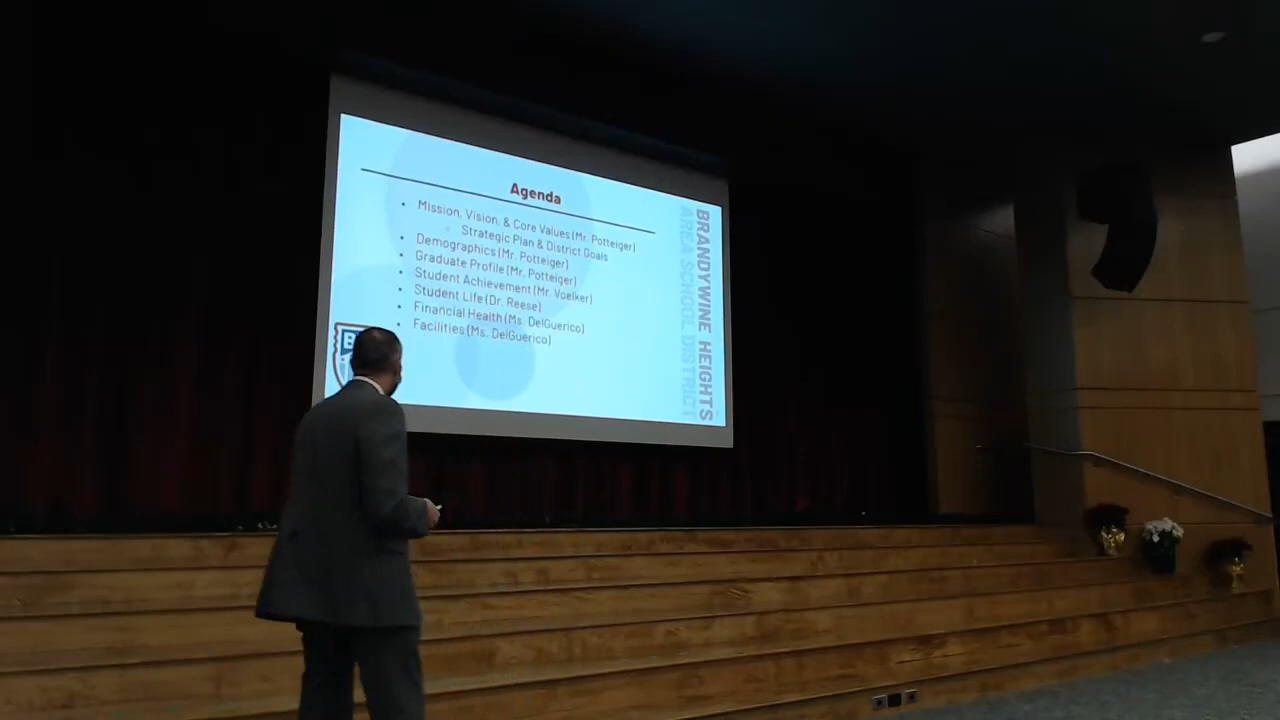 Agenda
• Mission, Vision, & Core Values (Mr. Potteiger)
Strategic Plan & District Goals
• Demographics (Mr. Potteiger)
• Graduate Profile (Mr. Potteiger)
• Student Achievement (Mr. Voelker)
• Student Life (Dr. Reese)
• Financial Health (Ms. DelGuerico)
• Facilities (Ms. DelGuerico)
BRANDYWINE HEIGHTS
AREA SCHOOL DISTRICT